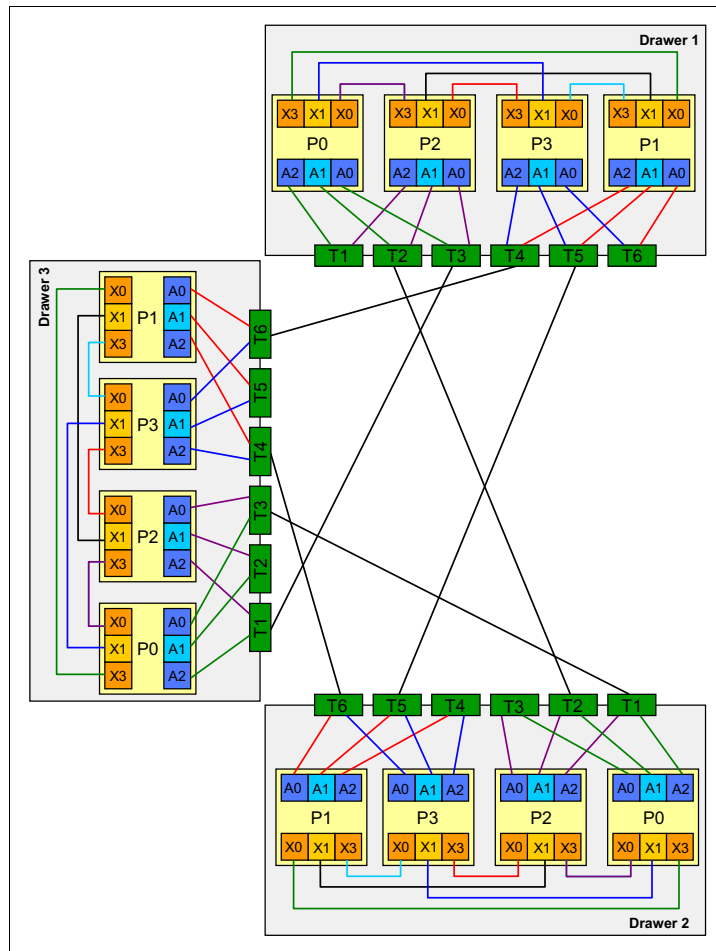 Drawer 1
X3 X1 X0 X3 X1 X0 X3 X1 X0 X3 X1 X0
P0 P2 P3 P1
A2 A1 A0 A2 A1 A0 A2 A1 A0 A2 A1 A0
T1 T2 T3 T4 T5 T6
Drawer 3
X0 A0
X1 P1 A1
X3 A2
T6
X0 A0
X1 P3 A1
X3 A2
T5
T4
X0 A0
X1 P2 A1
X3 A2
T3
T2
X0 A0
X1 P0 A1
X3 A2
T1
T6 T5 T4 T3 T2 T1
A0 A1 A2 A0 A1 A2 A0 A1 A2 A0 A1 A2
P1 P3 P2 P0
X0 X1 X3 X0 X1 X3 X0 X1 X3 X0 X1 X3
Drawer 2